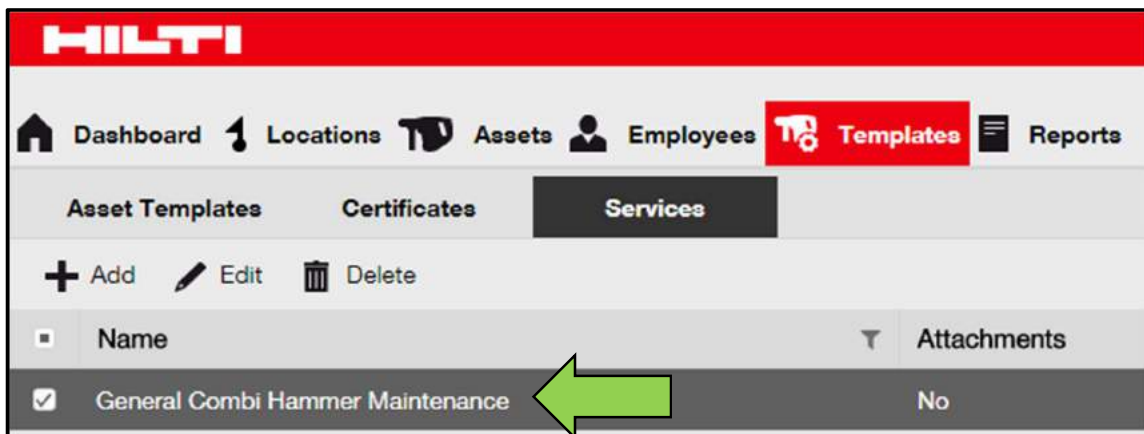 HILTI
Dashboard Locations Assets Employees Templates Reports
Asset Templates Certificates Services
Add Edit Delete
Name Attachments
General Combi Hammer Maintenance No